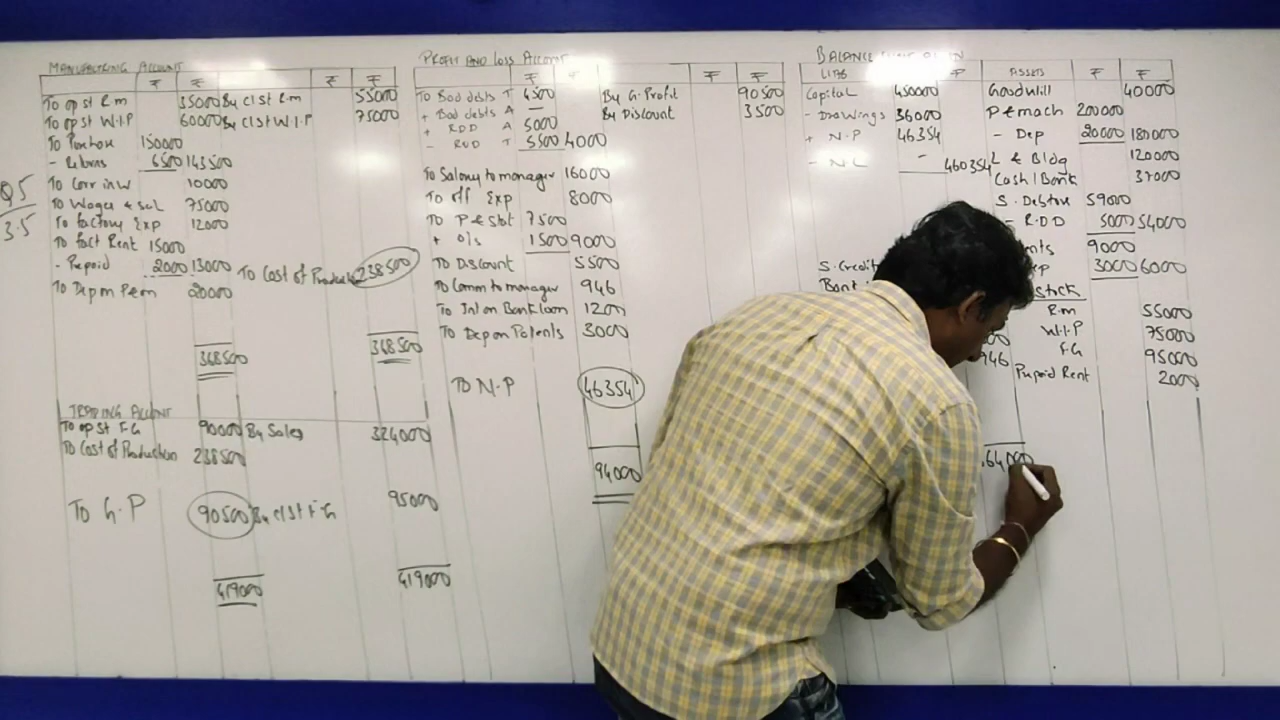 Q5
3.5
MANUFACTRING ACCOUNT
₹ ₹ ₹ ₹
To op st R.m 35000 By cl st R.m 55000
To op st W.I.P 60000 By cl st W.I.P 75000
To Purchase 150000
- Returns 6500 143500
To Carr inw 10000
To Wages & sal 75000
To factory Exp 12000
To fact Rent 15000
- Prepaid 2000 13000 To Cost of Production 238500
To Dep on P&m 20000
368500 368500
TRADING ACCOUNT
To op st F.G 90000 By Sales 324000
To Cost of Production 238500
To G.P 90500 By cl st F.G 95000
419000 419000
PROFIT AND LOSS ACCOUNT
₹ ₹ ₹ ₹
To Bad debts T 4500 By G. Profit 90500
+ Bad debts A — By Discount 3500
+ RDD A 5000
- RDD T 5500 4000
To Salary to manager 16000
To off Exp 8000
To P & Stat 7500
+ O/s 1500 9000
To Discount 5500
To Comm to manager 946
To Int on Bank loan 1200
To Dep on Patents 3000
To N.P 46354
94000
BALANCE
LIAB ₹ ASSETS ₹ ₹
Capital 450000 Goodwill 40000
- Drawings 36000 P & mach 200000
+ N.P 46354 - Dep 20000 180000
- N.L - 460354 L & Bldg 120000
Cash / Bank 37000
S. Debtors 59000
- R.DD 5000 54000
9000
S. Credit 3000 6000
Bank Stock
R.m 55000
W.I.P 75000
946 F.G 95000
Prepaid Rent 2000
64000